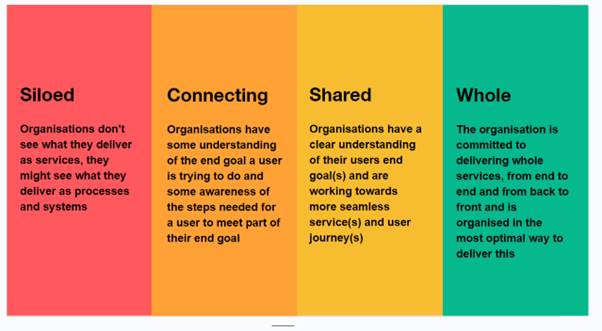 Siloed
Organisations don't
see what they deliver
as services, they
might see what they
deliver as processes
and systems
Connecting
Organisations have
some understanding
of the end goal a user
is trying to do and
some awareness of
the steps needed for
a user to meet part of
their end goal
Shared
Organisations have a
clear understanding
of their users end
goal(s) and are
working towards
more seamless
service(s) and user
journey(s)
Whole
The organisation is
committed to
delivering whole
services, from end to
end and from back to
front and is
organised in the
most optimal way to
deliver this